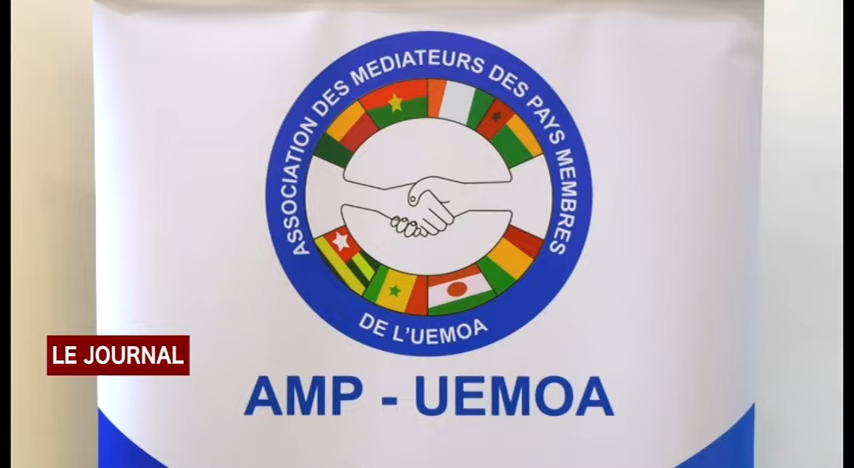 ASSOCIATION DES MEDIATEURS DES PAYS MEMBRES
DE L'UEMOA
LE JOURNAL
AMP - UEMOA